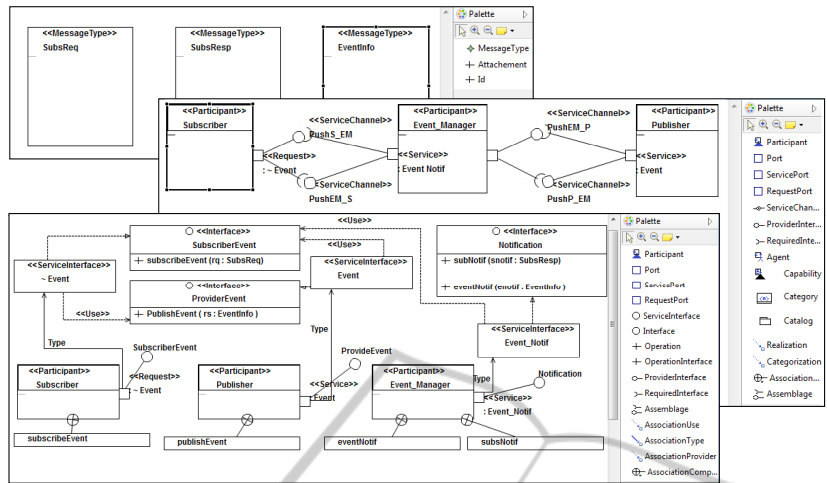 <<MessageType>>
SubsReq
<<MessageType>>
SubsResp
<<MessageType>>
EventInfo
Palette
MessageType
Attachement
Id
<<Participant>>
Subscriber
<<ServiceChannel>>
PushS_EM
<<Request>>
: ~ Event
PushEM_S
<<Participant>>
Event_Manager
<<Service>>
: Event Notif
<<ServiceChannel>>
PushEM_P
<<ServiceChannel>>
PushP_EM
<<Participant>>
Publisher
<<Service>>
: Event
Palette
Participant
Port
ServicePort
RequestPort
ServiceChan...
ProviderInter...
RequiredInte...
Agent
Capability
Category
Catalog
Realization
Categorization
Association...
Assemblage
<<Use>>
<<Interface>>
SubscriberEvent
subscribeEvent (rq : SubsReq)
<<Use>>
<<Interface>>
Notification
subNotif (snotif : SubsResp)
eventNotif (enotif : EventInfo )
<<ServiceInterface>>
~ Event
<<ServiceInterface>>
Event
<<Interface>>
ProviderEvent
PublishEvent ( rs : EventInfo )
<<Use>>
<<ServiceInterface>>
Event_Notif
Type
Type
Type
SubscriberEvent
ProvideEvent
Notification
<<Participant>>
Subscriber
<<Request>>
: ~ Event
<<Participant>>
Publisher
<<Service>>
: Event
<<Participant>>
Event_Manager
<<Service>>
: Event_Notif
subscribeEvent
publishEvent
eventNotif
subsNotif
Palette
Participant
Port
ServicePort
RequestPort
ServiceInterface
Interface
Operation
OperationInterface
ProviderInterface
RequiredInterface
Assemblage
AssociationUse
AssociationType
AssociationProvider
AssociationComp...